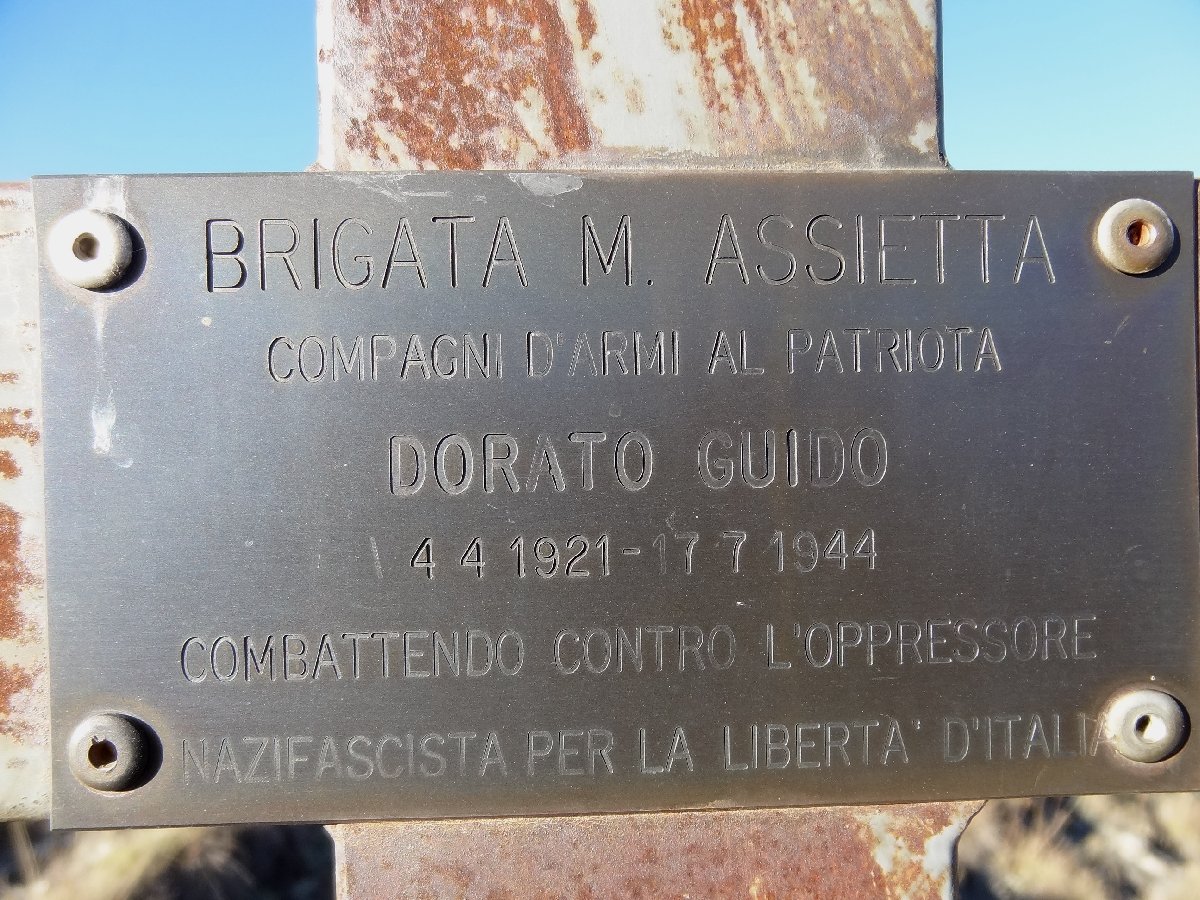 BRIGATA M. ASSIETTA
COMPAGNI D'ARMI AL PATRIOTA
DORATO GUIDO
4 4 1921-17 7 1944
COMBATTENDO CONTRO L'OPPRESSORE
NAZIFASCISTA PER LA LIBERTA' D'ITALIA